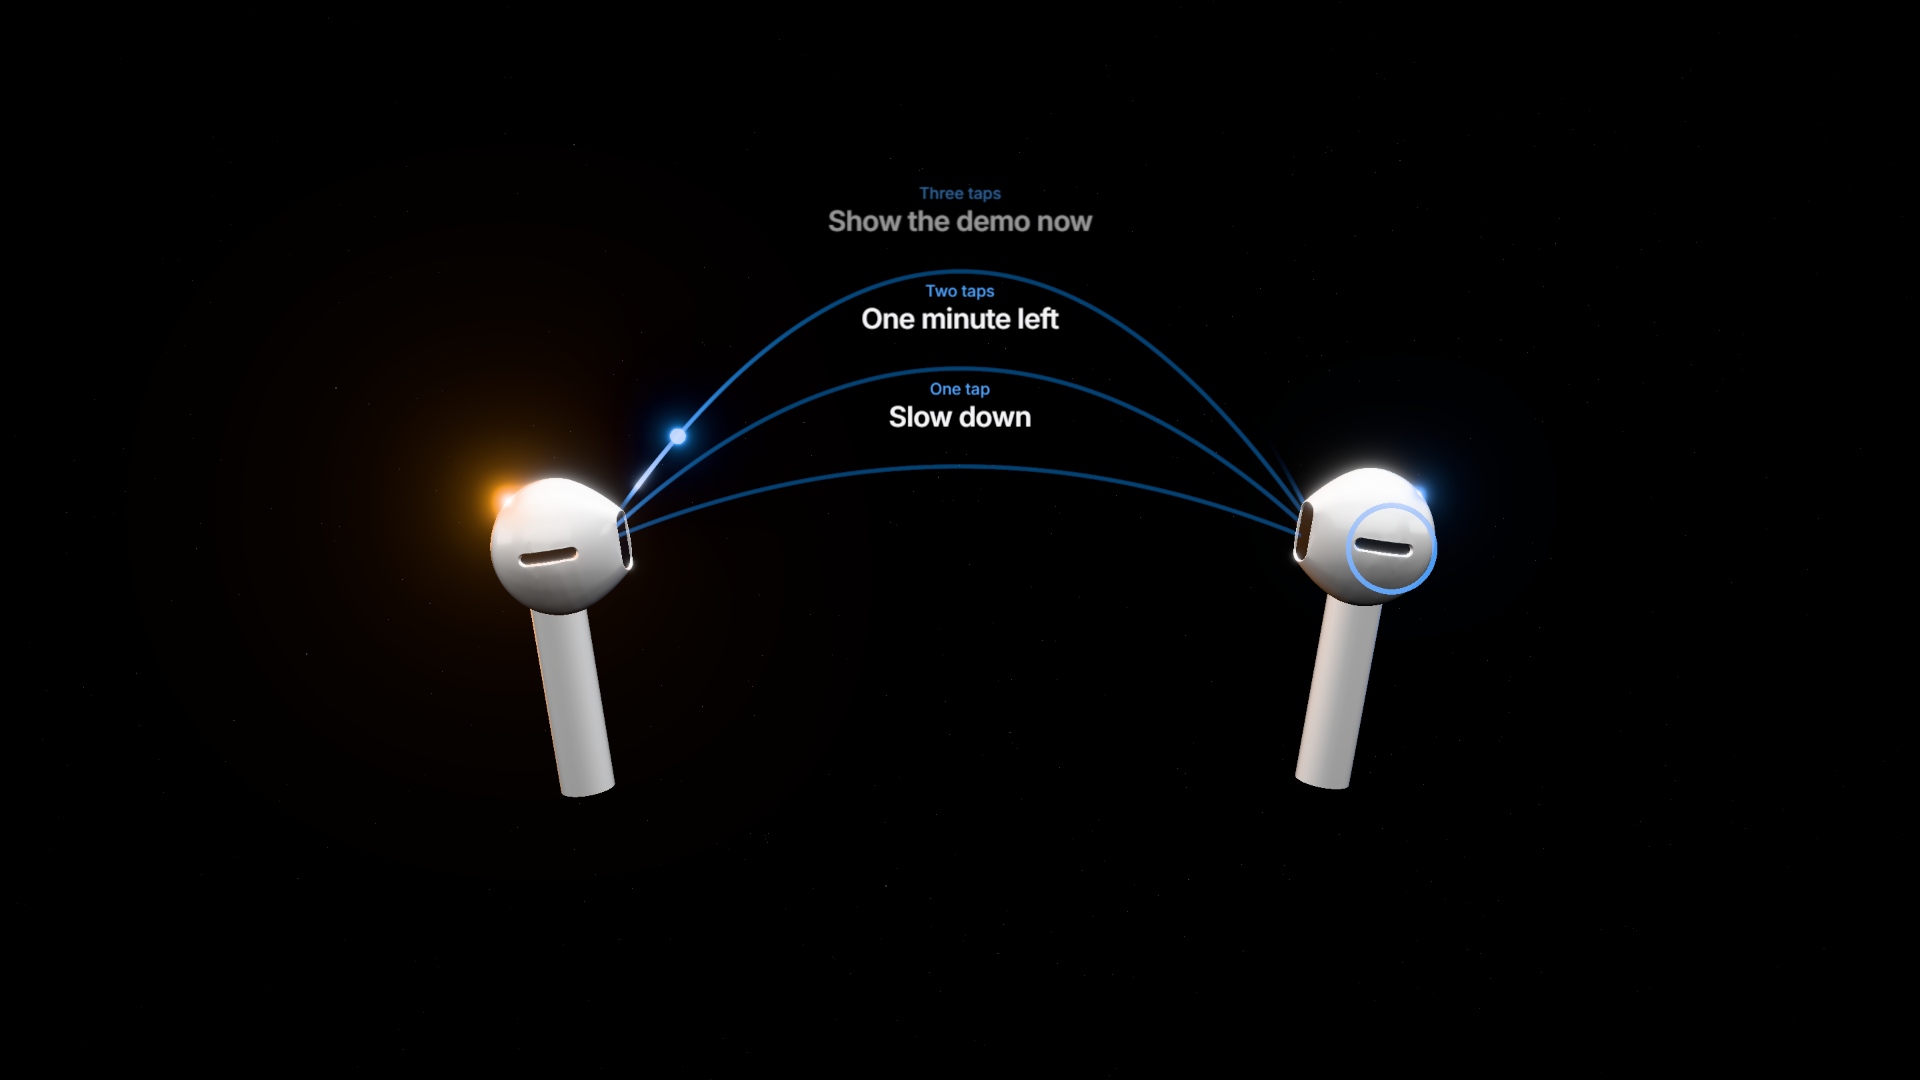 Three taps
Show the demo now
Two taps
One minute left
One tap
Slow down